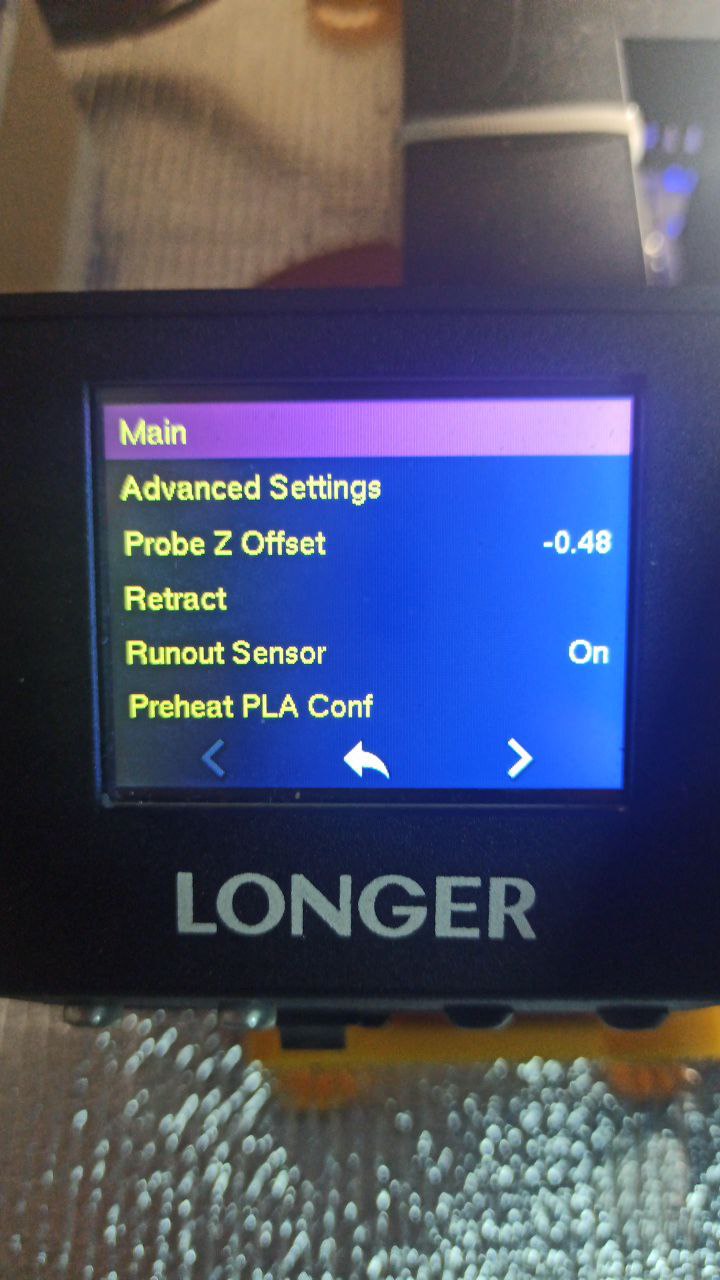 Main
Advanced Settings
Probe Z Offset -0.48
Retract
Runout Sensor On
Preheat PLA Conf
LONGER